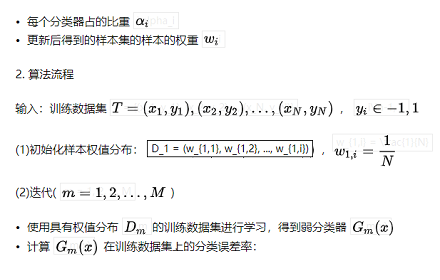 • 每个分类器占的比重 α_i
• 更新后得到的样本集的样本的权重 w_i
2. 算法流程
输入：训练数据集 T = (x_1, y_1), (x_2, y_2), ..., (x_N, y_N) ， y_i ∈ -1, 1
(1)初始化样本权值分布： D_1 = (w_{1,1}, w_{1,2}, ..., w_{1,i}) ， w_{1,i} = \frac{1}{N}
(2)迭代( m = 1, 2, ..., M )
• 使用具有权值分布 D_m 的训练数据集进行学习，得到弱分类器 G_m(x)
• 计算 G_m(x) 在训练数据集上的分类误差率：